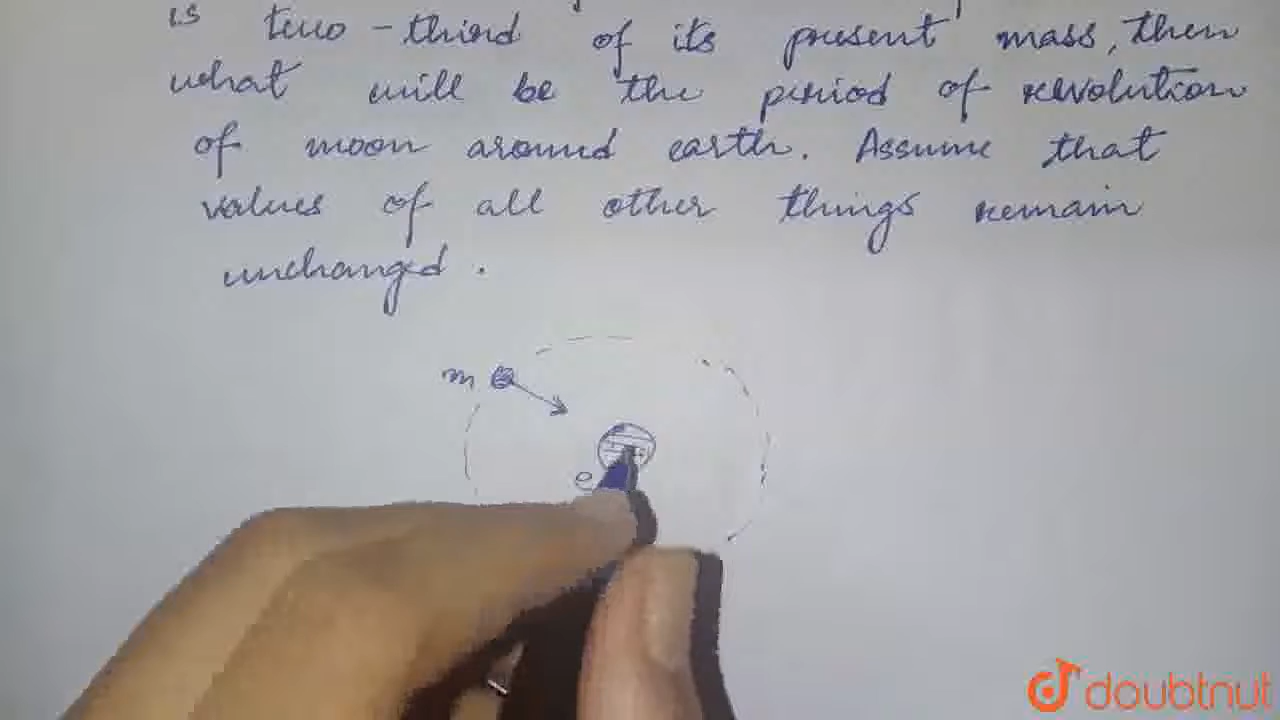 is two-third of its present mass, then
what will be the period of revolution
of moon around earth. Assume that
values of all other things remain
unchanged.
m
e
doubtnut